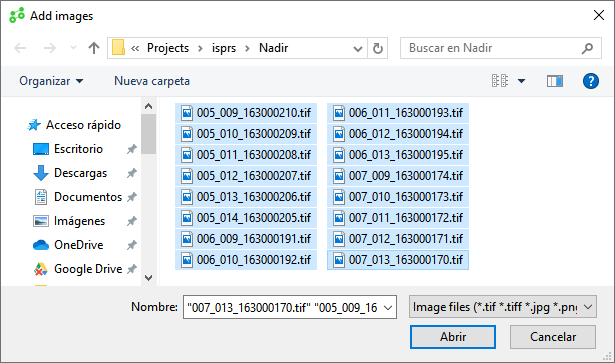 Add images
« Projects > isprs > Nadir
Buscar en Nadir
Organizar
Nueva carpeta
?
Acceso rápido
Escritorio
Descargas
Documentos
Imágenes
OneDrive
Google Drive
005_009_163000210.tif
005_010_163000209.tif
005_011_163000208.tif
005_012_163000207.tif
005_013_163000206.tif
005_014_163000205.tif
006_009_163000191.tif
006_010_163000192.tif
006_011_163000193.tif
006_012_163000194.tif
006_013_163000195.tif
007_009_163000174.tif
007_010_163000173.tif
007_011_163000172.tif
007_012_163000171.tif
007_013_163000170.tif
Nombre:
"007_013_163000170.tif" "005_009_16
Image files (*.tif *.tiff *.jpg *.png
Abrir
Cancelar